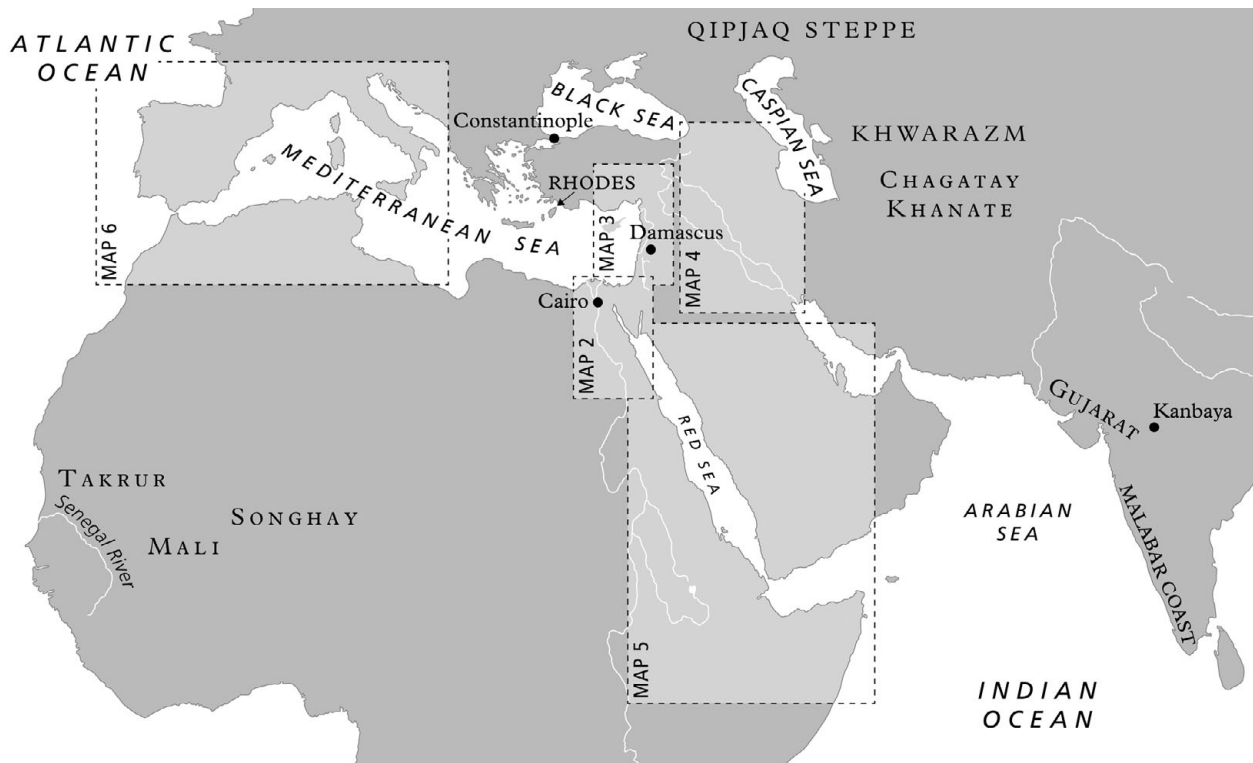 QIPJAQ STEPPE
ATLANTIC
OCEAN
BLACK SEA
CASPIAN SEA
Constantinople
KHWARAZM
MEDITERRANEAN SEA
RHODES
CHAGATAY
KHANATE
MAP 6
MAP 3
Damascus
MAP 4
Cairo
MAP 2
GUJARAT
Kanbaya
RED SEA
TAKRUR
Senegal River
SONGHAY
MALI
ARABIAN
SEA
MALABAR COAST
MAP 5
INDIAN
OCEAN